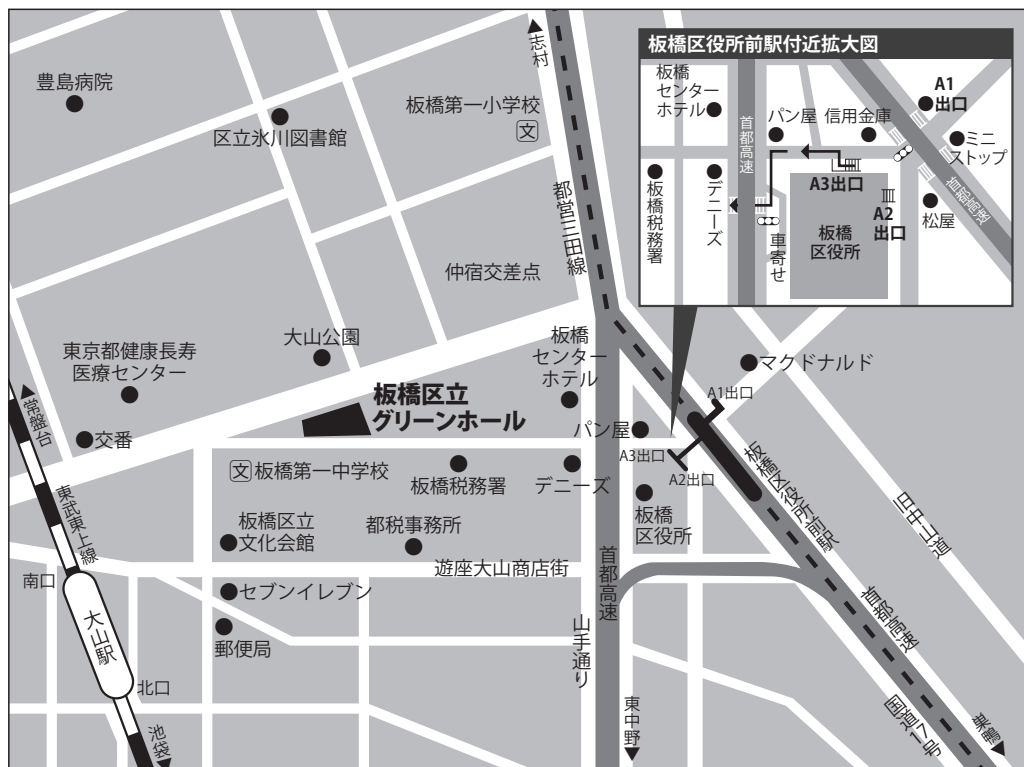 豊島病院
区立氷川図書館
板橋第一小学校
文
志村
都営三田線
仲宿交差点
大山公園
東京都健康長寿
医療センター
交番
常盤台
東武東上線
板橋区立
グリーンホール
板橋
センター
ホテル
パン屋
マクドナルド
A1出口
A3出口
A2出口
板橋区役所前駅
旧中山道
文
板橋第一中学校
板橋税務署
デニーズ
板橋
区役所
板橋区立
文化会館
都税事務所
遊座大山商店街
首都高速
セブンイレブン
郵便局
南口
大山駅
北口
池袋
山手通り
東中野
首都高速
国道17号
巣鴨
板橋区役所前駅付近拡大図
板橋
センター
ホテル
首都高速
パン屋
信用金庫
A1
出口
ミニ
ストップ
A3出口
首都高速
板橋税務署
デニーズ
車寄せ
板橋
区役所
A2
出口
松屋